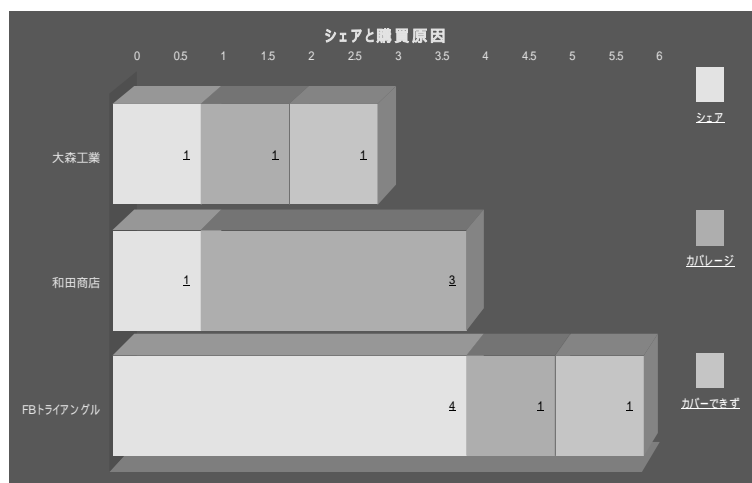 シェアと購買原因
0 0.5 1 1.5 2 2.5 3 3.5 4 4.5 5 5.5 6
シェア
大森工業 1 1 1
カバレージ
和田商店 1 3
カバーできず
FBトライアングル 4 1 1